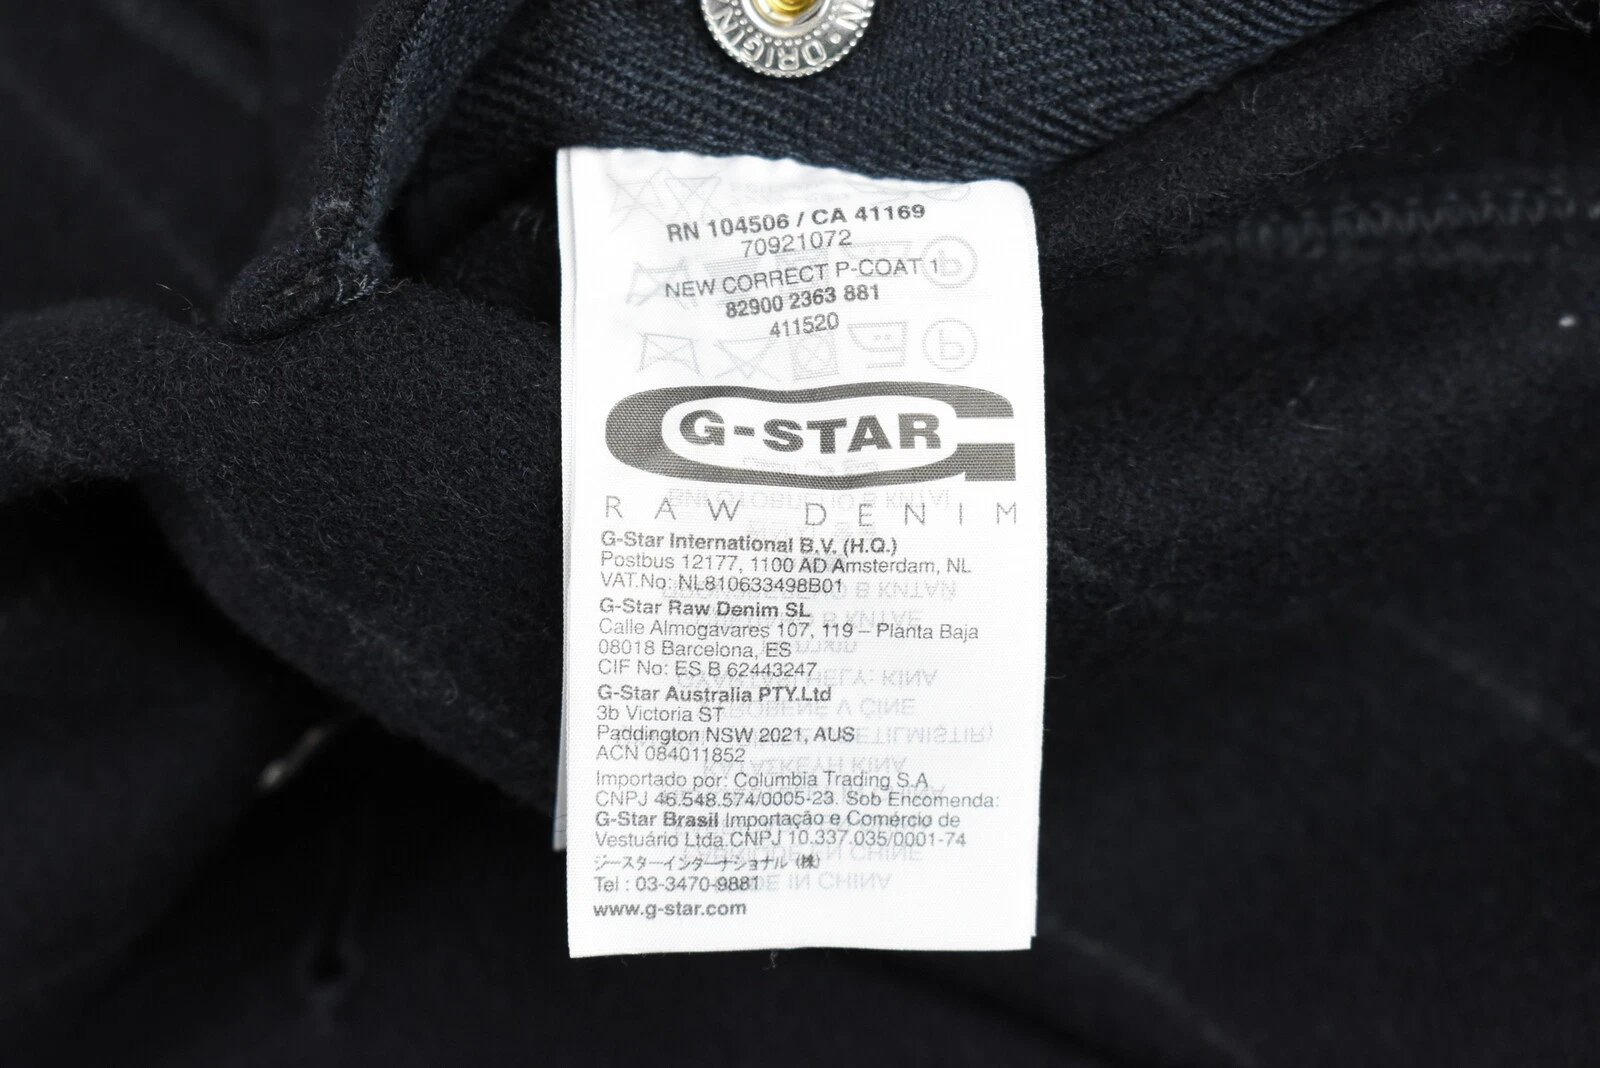 ORIGIN
RN 104506 / CA 41169
70921072
NEW CORRECT P-COAT 1
82900 2363 881
411520
G-STAR
RAW DENIM
G-Star International B.V. (H.Q.)
Postbus 12177, 1100 AD Amsterdam, NL
VAT.No: NL810633498B01
G-Star Raw Denim SL
Calle Almogavares 107, 119 – Planta Baja
08018 Barcelona, ES
CIF No: ES B 62443247
G-Star Australia PTY.Ltd
3b Victoria ST
Paddington NSW 2021, AUS
ACN 084011852
Importado por: Columbia Trading S.A
CNPJ 46.548.574/0005-23. Sob Encomenda:
G-Star Brasil Importação e Comércio de
Vestuário Ltda.CNPJ 10.337.035/0001-74
ジースターインターナショナル (株)
Tel : 03-3470-9881
www.g-star.com